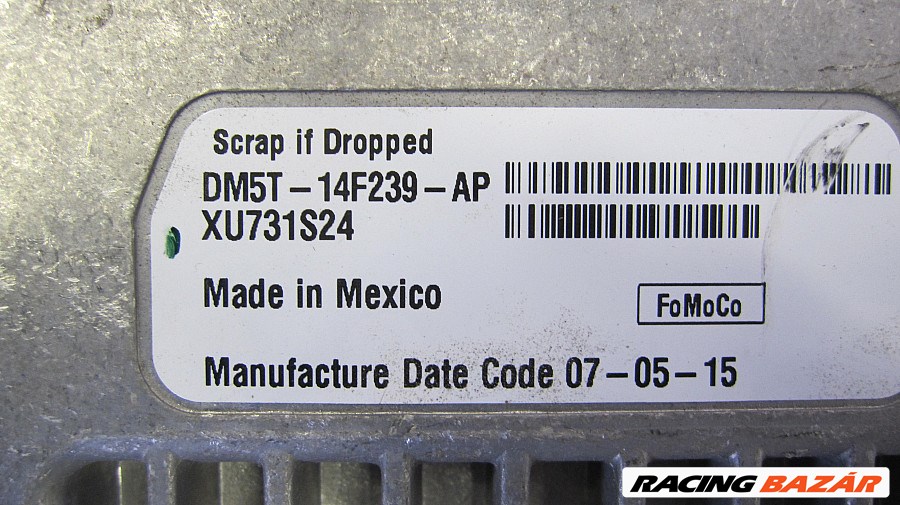 Scrap if Dropped
DM5T-14F239-AP
XU731S24
Made in Mexico
FoMoCo
Manufacture Date Code 07-05-15
RACING BAZÁR